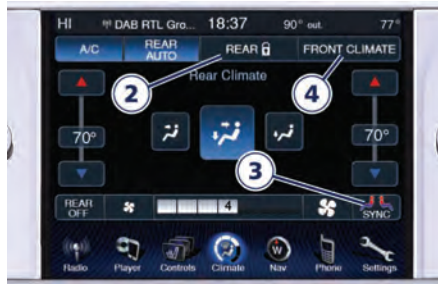 HI DAB RTL Gro... 18:37 90° out. 77°
A/C REAR AUTO REAR FRONT CLIMATE
2 4
Rear Climate
70° 70°
3
REAR OFF 4 SYNC
Radio Player Controls Climate Nav Phone Settings
W